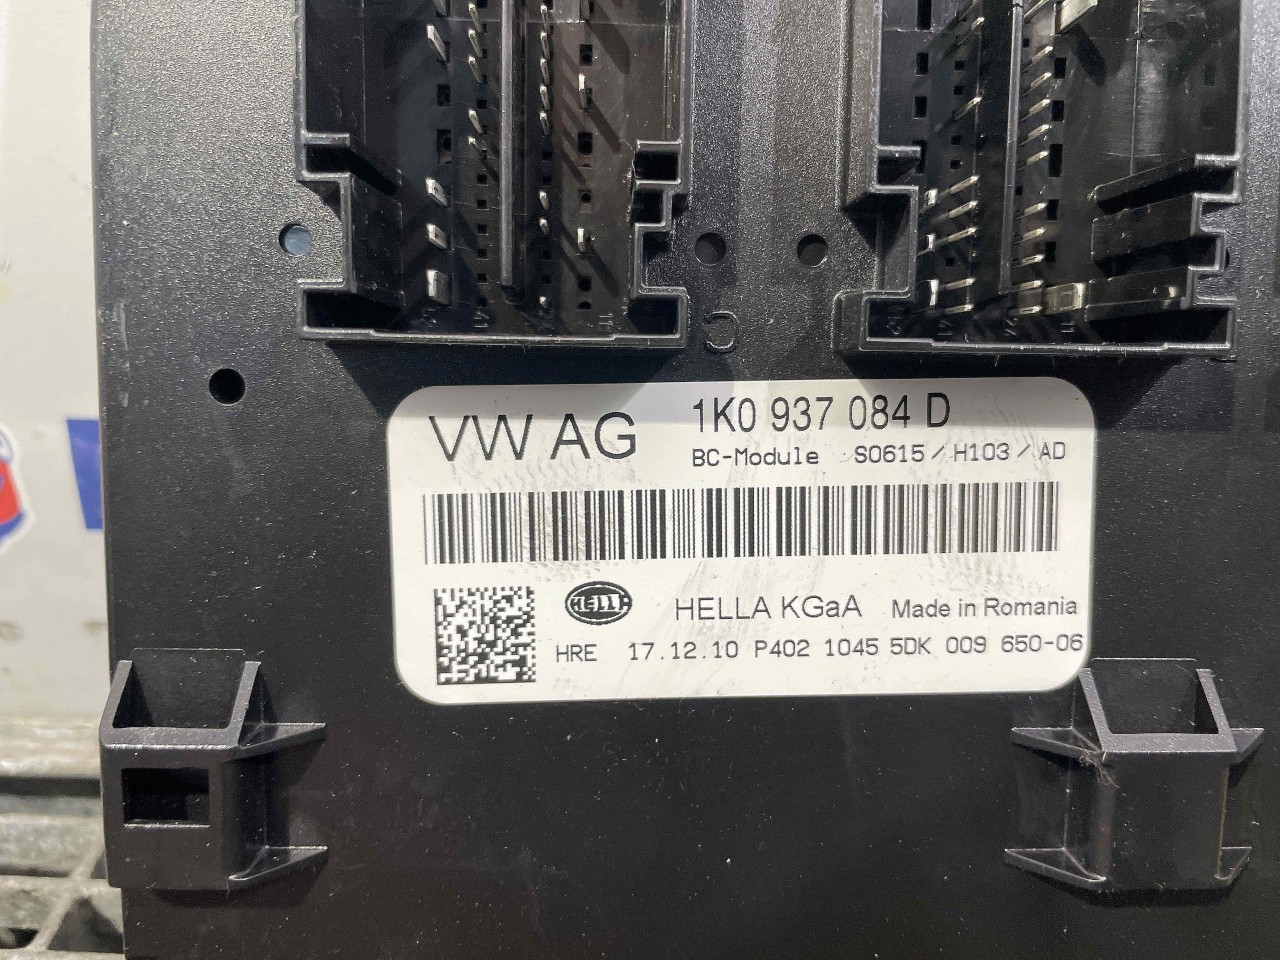 C
VW AG 1K0 937 084 D
BC-Module S0615/H103/AD
HELLA HELLA KGaA Made in Romania
HRE 17.12.10 P402 1045 5DK 009 650-06